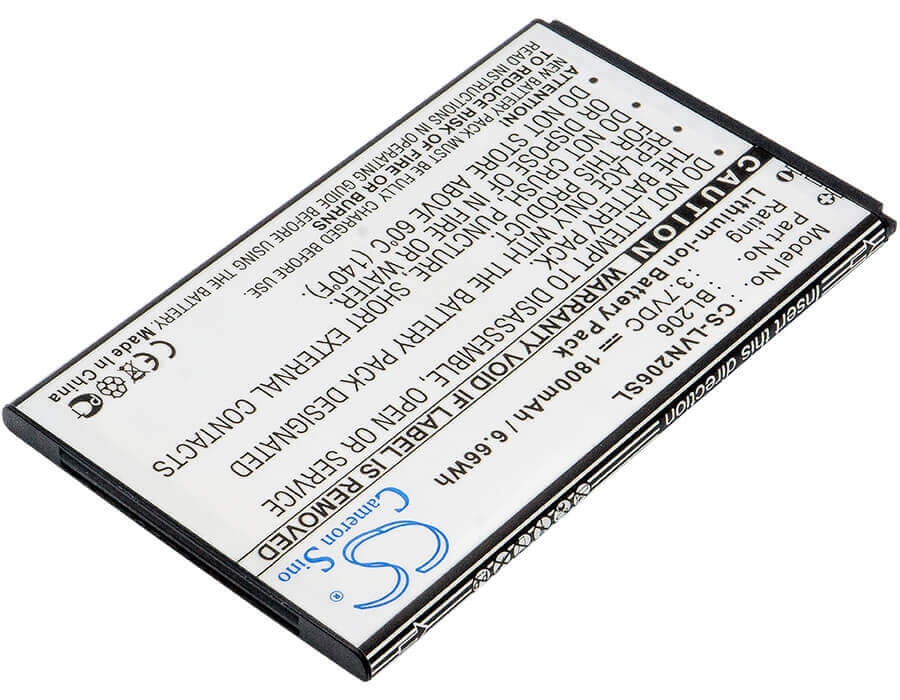 Insert this direction
Model No. : CS-LVN206SL
Part No. : BL206
Rating : 3.7VDC ⎓ 1800mAh / 6.66Wh
Lithium-Ion Battery Pack
CAUTION WARRANTY VOID IF LABEL IS REMOVED
DO NOT ATTEMPT TO DISASSEMBLE, OPEN OR SERVICE
THE BATTERY PACK.
REPLACE ONLY WITH THE BATTERY PACK DESIGNATED
FOR THIS PRODUCT.
DO NOT CRUSH, PUNCTURE, SHORT EXTERNAL CONTACTS
OR DISPOSE OF IN FIRE OR WATER.
DO NOT STORE ABOVE 60°C (140°F).
ATTENTION:
TO REDUCE RISK OF FIRE OR BURNS.
NEW BATTERY PACK MUST BE FULLY CHARGED BEFORE USE.
READ INSTRUCTIONS IN OPERATING GUIDE BEFORE USING THE BATTERY.
Made in China
CS
Cameron Sino
®